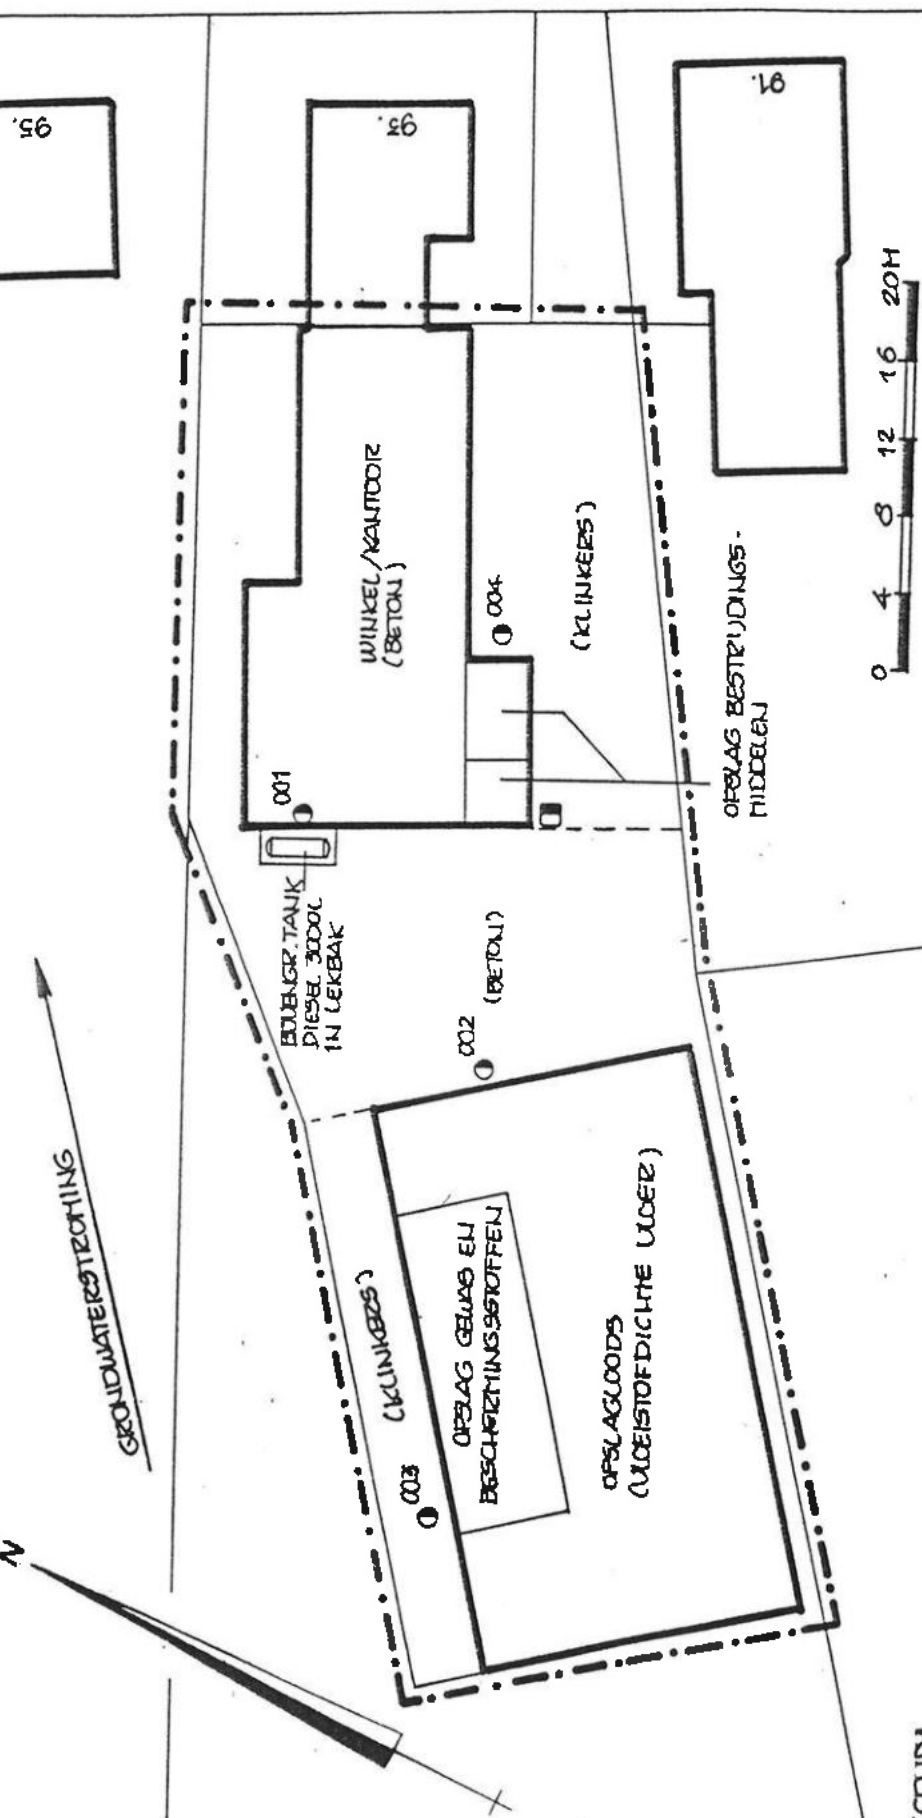 95.
93.
91.
N
GRONDWATERSTROMING
BOVENGR. TANK
DIESEL 3000L
IN LEKBAK
001
WINKEL/KANTOOR
(BETON)
004
(KLINKERS)
OPSLAG BESTRIJDINGS-
MIDDELEN
002
(BETON)
(KLINKERS)
003
OPSLAG GEWAS EN
BESCHERMINGSSTOFFEN
OPSLAGLOODS
(VLOEISTOFDICHTE VLOER)
0 4 8 12 16 20M